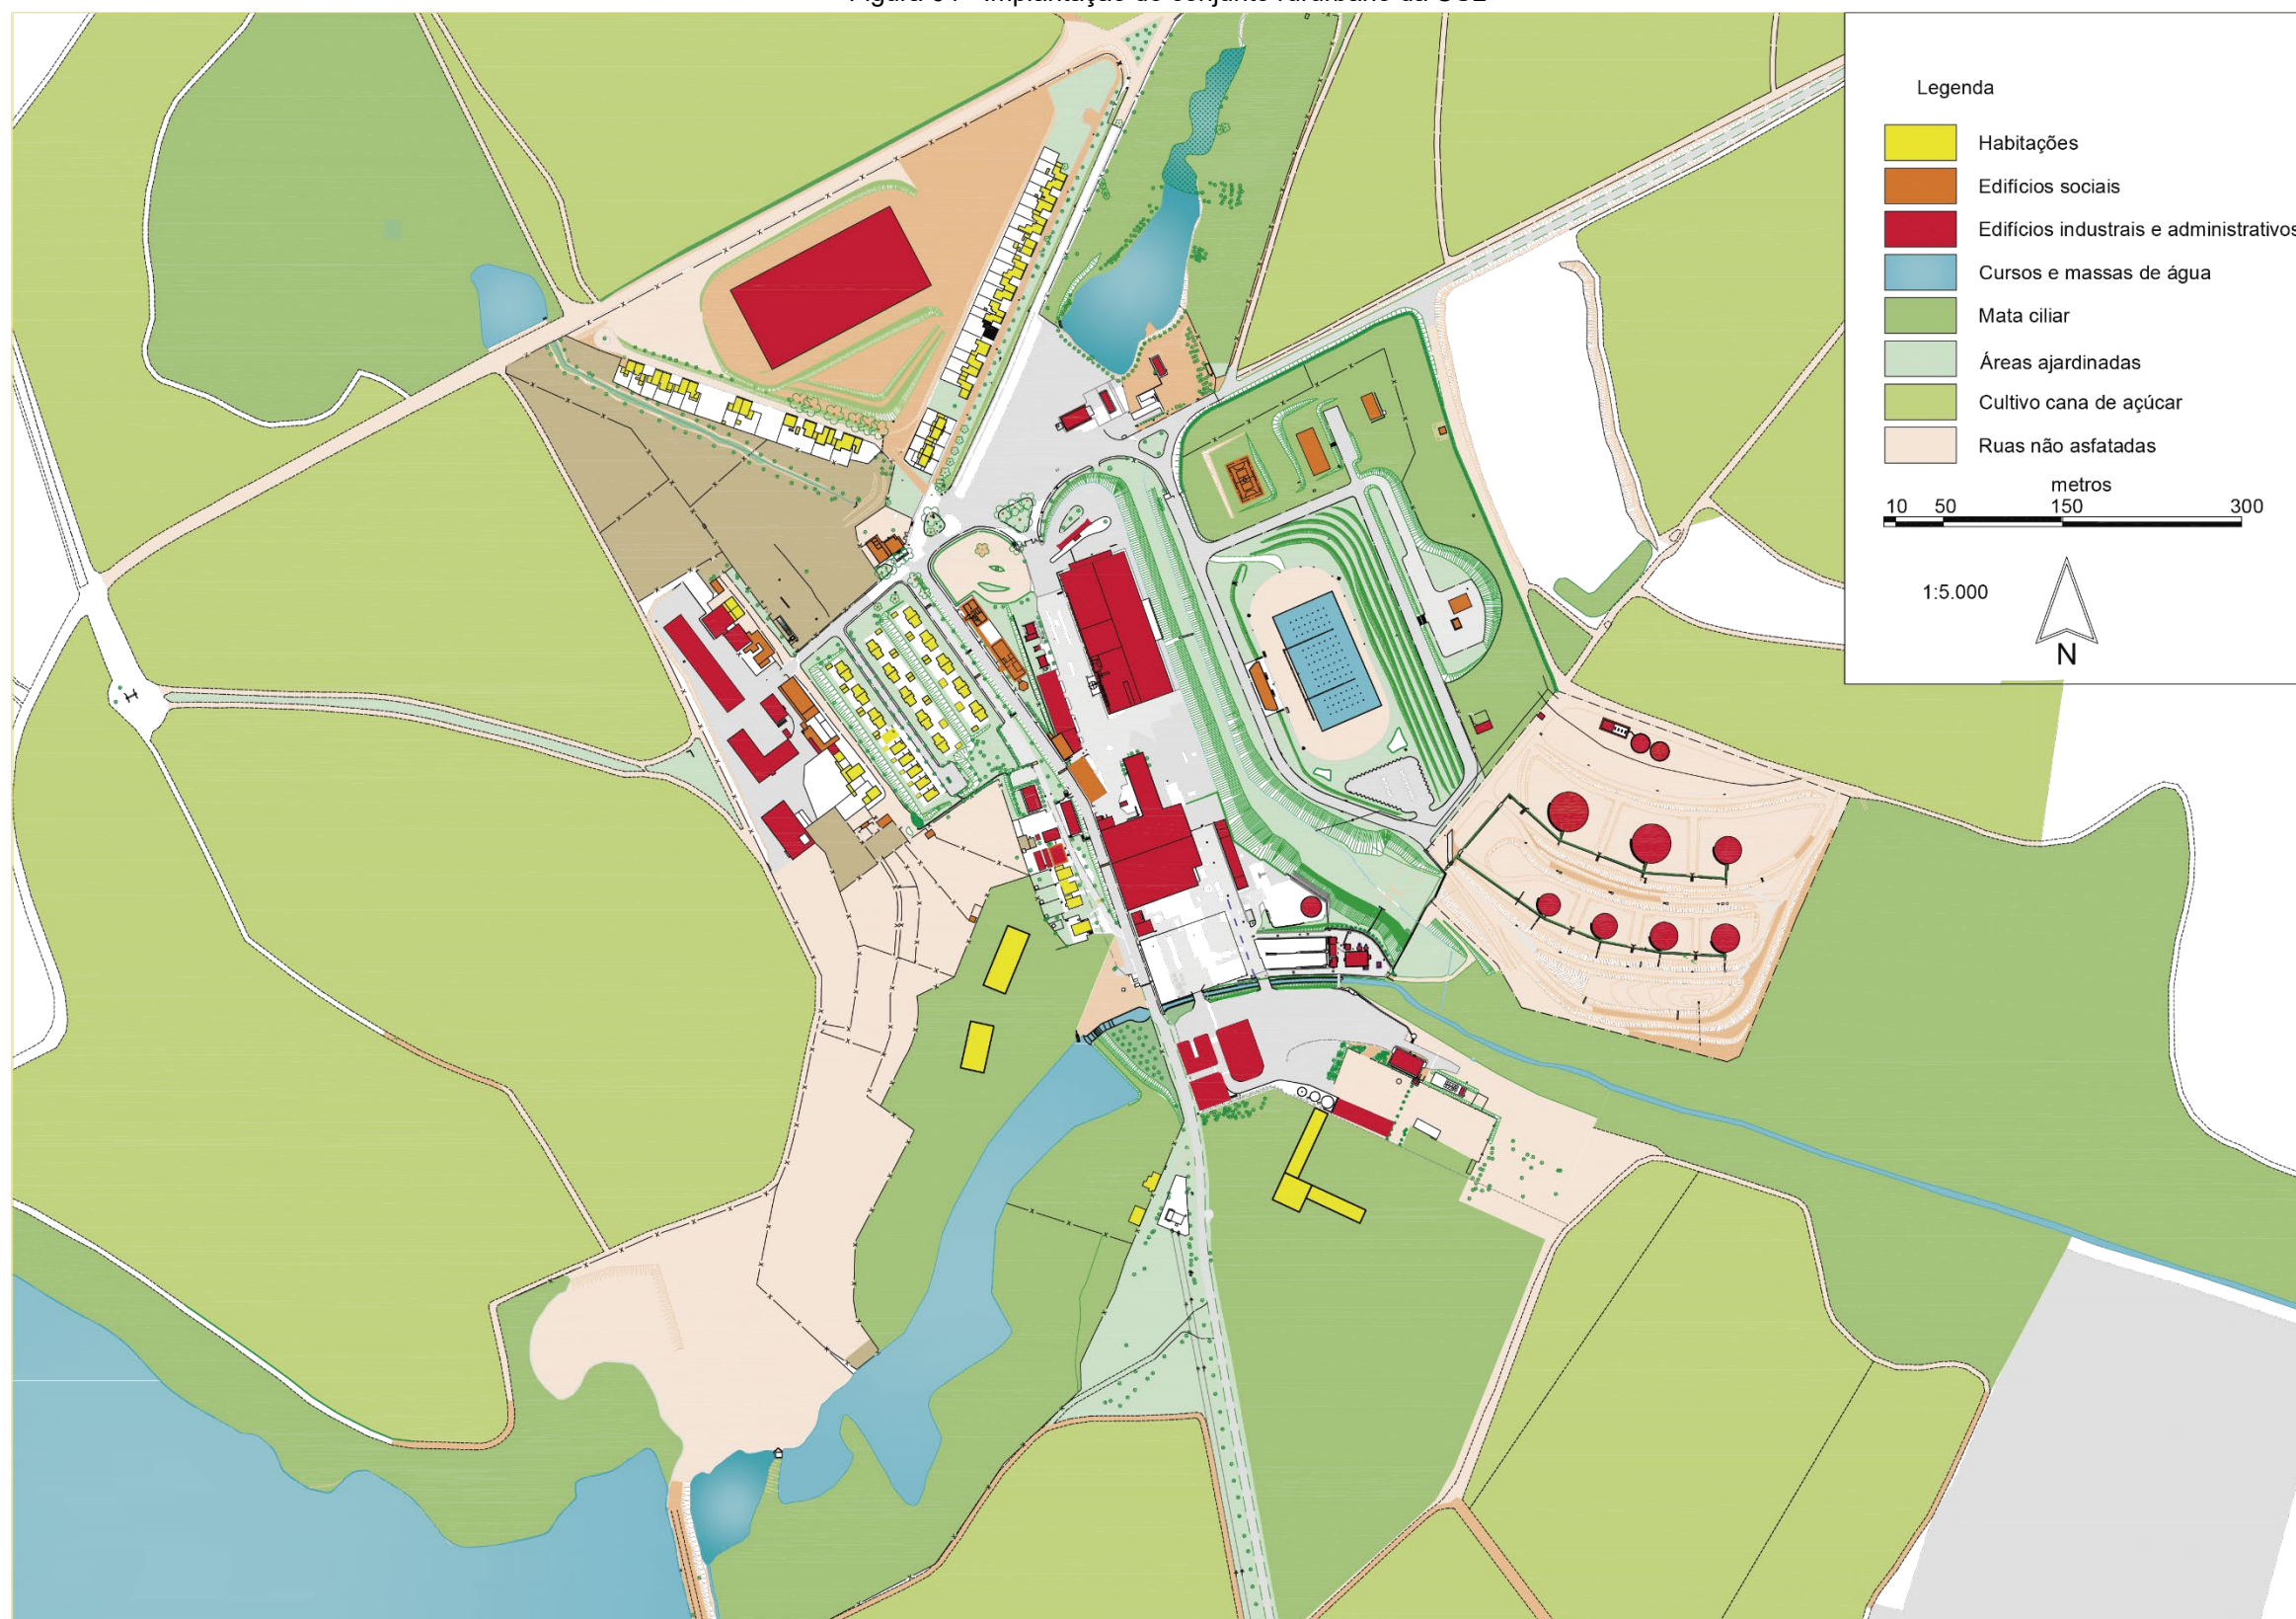 Legenda
Habitações
Edifícios sociais
Edifícios industrais e administrativos
Cursos e massas de água
Mata ciliar
Áreas ajardinadas
Cultivo cana de açúcar
Ruas não asfatadas
metros
10 50 150 300
1:5.000
N